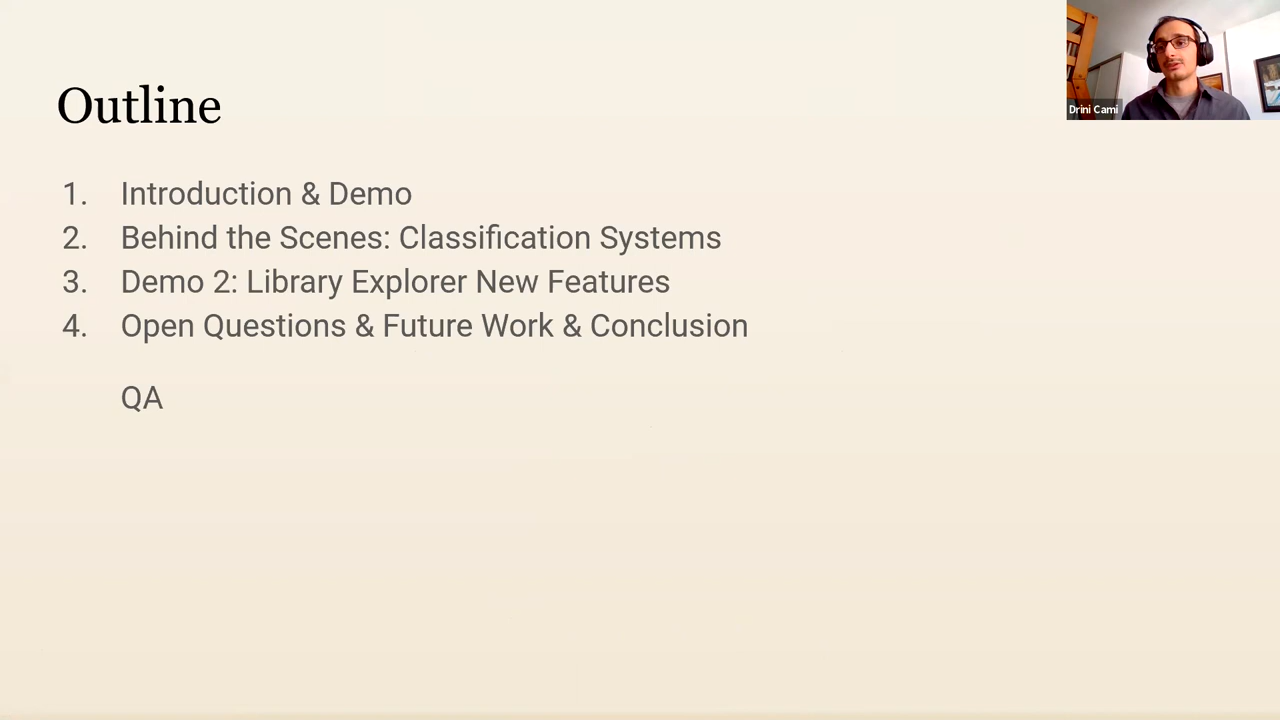 Outline
1. Introduction & Demo
2. Behind the Scenes: Classification Systems
3. Demo 2: Library Explorer New Features
4. Open Questions & Future Work & Conclusion
QA
Drini Cami